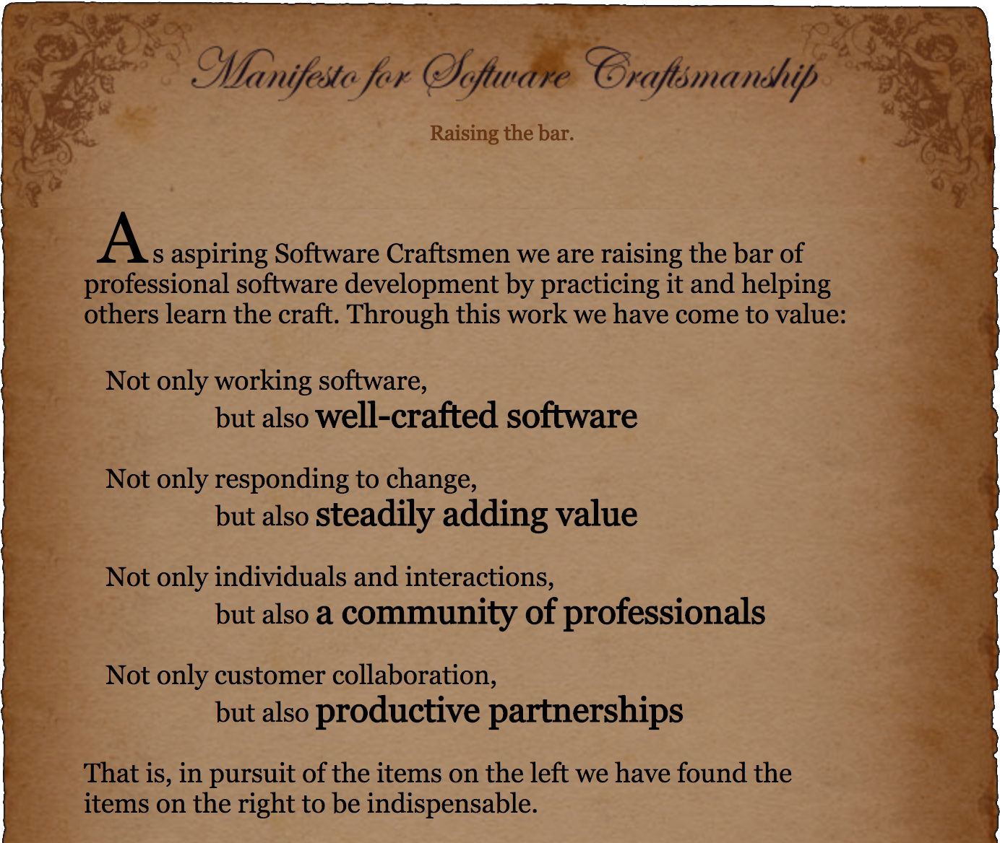 Manifesto for Software Craftsmanship
Raising the bar.
As aspiring Software Craftsmen we are raising the bar of
professional software development by practicing it and helping
others learn the craft. Through this work we have come to value:
Not only working software,
but also well-crafted software
Not only responding to change,
but also steadily adding value
Not only individuals and interactions,
but also a community of professionals
Not only customer collaboration,
but also productive partnerships
That is, in pursuit of the items on the left we have found the
items on the right to be indispensable.